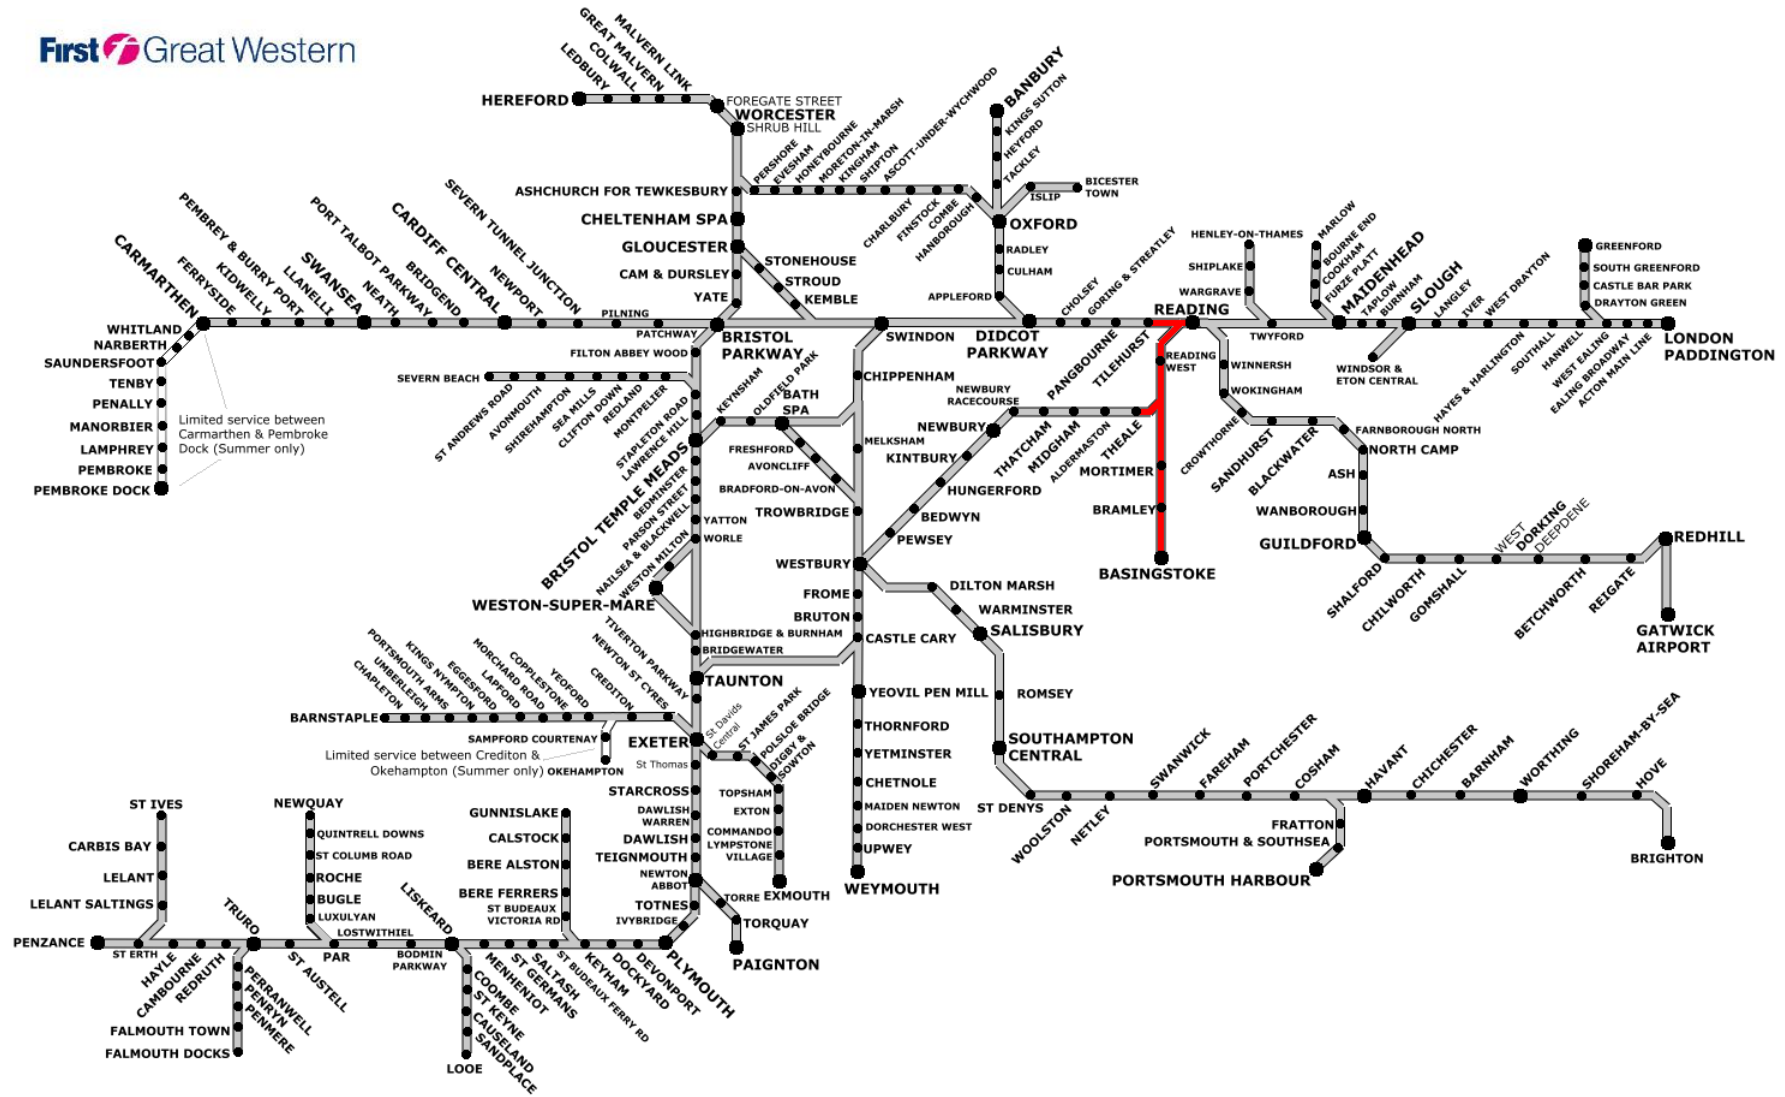 First Great Western
MALVERN LINK
GREAT MALVERN
COLWALL
LEDBURY
HEREFORD
FOREGATE STREET
WORCESTER
SHRUB HILL
PERSHORE
EVESHAM
HONEYBOURNE
MORETON-IN-MARSH
KINGHAM
SHIPTON
ASCOTT-UNDER-WYCHWOOD
CHARLBURY
FINSTOCK
COMBE
HANBOROUGH
BANBURY
KINGS SUTTON
HEYFORD
TACKLEY
BICESTER
TOWN
ISLIP
OXFORD
RADLEY
CULHAM
APPLEFORD
ASHCHURCH FOR TEWKESBURY
CHELTENHAM SPA
GLOUCESTER
CAM & DURSLEY
YATE
STONEHOUSE
STROUD
KEMBLE
CARMARTHEN
FERRYSIDE
KIDWELLY
PEMBREY & BURRY PORT
LLANELLI
SWANSEA
NEATH
PORT TALBOT PARKWAY
BRIDGEND
CARDIFF CENTRAL
NEWPORT
SEVERN TUNNEL JUNCTION
PILNING
PATCHWAY
BRISTOL
PARKWAY
SWINDON
DIDCOT
PARKWAY
CHOLSEY
GORING & STREATLEY
PANGBOURNE
TILEHURST
READING
TWYFORD
HENLEY-ON-THAMES
SHIPLAKE
WARGRAVE
MARLOW
BOURNE END
COOKHAM
FURZE PLATT
MAIDENHEAD
TAPLOW
BURNHAM
SLOUGH
WINDSOR &
ETON CENTRAL
LANGLEY
IVER
WEST DRAYTON
HAYES & HARLINGTON
SOUTHALL
HANWELL
WEST EALING
EALING BROADWAY
ACTON MAIN LINE
GREENFORD
SOUTH GREENFORD
CASTLE BAR PARK
DRAYTON GREEN
LONDON
PADDINGTON
WHITLAND
NARBERTH
SAUNDERSFOOT
TENBY
PENALLY
MANORBIER
LAMPHREY
PEMBROKE
PEMBROKE DOCK
Limited service between
Carmarthen & Pembroke
Dock (Summer only)
FILTON ABBEY WOOD
SEVERN BEACH
ST ANDREWS ROAD
AVONMOUTH
SHIREHAMPTON
SEA MILLS
CLIFTON DOWN
REDLAND
MONTPELIER
STAPLETON ROAD
LAWRENCE HILL
BRISTOL TEMPLE MEADS
KEYNSHAM
OLDFIELD PARK
BATH
SPA
FRESHFORD
AVONCLIFF
BRADFORD-ON-AVON
CHIPPENHAM
MELKSHAM
TROWBRIDGE
WESTBURY
BEDMINSTER
PARSON STREET
NAILSEA & BLACKWELL
YATTON
WORLE
WESTON MILTON
WESTON-SUPER-MARE
HIGHBRIDGE & BURNHAM
BRIDGEWATER
TAUNTON
TIVERTON PARKWAY
READING
WEST
NEWBURY
RACECOURSE
NEWBURY
THATCHAM
MIDGHAM
ALDERMASTON
THEALE
KINTBURY
HUNGERFORD
BEDWYN
PEWSEY
MORTIMER
BRAMLEY
BASINGSTOKE
WINNERSH
WOKINGHAM
CROWTHORNE
SANDHURST
BLACKWATER
FARNBOROUGH NORTH
NORTH CAMP
ASH
WANBOROUGH
GUILDFORD
SHALFORD
CHILWORTH
GOMSHALL
WEST
DORKING
DEEPDENE
BETCHWORTH
REIGATE
REDHILL
GATWICK
AIRPORT
DILTON MARSH
WARMINSTER
SALISBURY
ROMSEY
SOUTHAMPTON
CENTRAL
ST DENYS
WOOLSTON
NETLEY
SWANWICK
FAREHAM
PORTCHESTER
COSHAM
HAVANT
CHICHESTER
BARNHAM
WORTHING
SHOREHAM-BY-SEA
HOVE
BRIGHTON
FRATTON
PORTSMOUTH & SOUTHSEA
PORTSMOUTH HARBOUR
FROME
BRUTON
CASTLE CARY
YEOVIL PEN MILL
THORNFORD
YETMINSTER
CHETNOLE
MAIDEN NEWTON
DORCHESTER WEST
UPWEY
WEYMOUTH
BARNSTAPLE
CHAPLETON
UMBERLEIGH
PORTSMOUTH ARMS
KINGS NYMPTON
EGGESFORD
LAPFORD
MORCHARD ROAD
COPPLESTONE
YEOFORD
CREDITON
NEWTON ST CYRES
SAMPFORD COURTENAY
OKEHAMPTON
Limited service between Crediton &
Okehampton (Summer only)
EXETER
St Davids
Central
St Thomas
ST JAMES PARK
POLSLOE BRIDGE
DIGBY &
SOWTON
TOPSHAM
EXTON
COMMANDO
LYMPSTONE
VILLAGE
EXMOUTH
STARCROSS
DAWLISH
WARREN
DAWLISH
TEIGNMOUTH
NEWTON
ABBOT
TORRE
TORQUAY
PAIGNTON
TOTNES
IVYBRIDGE
PLYMOUTH
DEVONPORT
DOCKYARD
KEYHAM
ST BUDEAUX FERRY RD
SALTASH
ST GERMANS
MENHENIOT
GUNNISLAKE
CALSTOCK
BERE ALSTON
BERE FERRERS
ST BUDEAUX
VICTORIA RD
LISKEARD
COOMBE
ST KEYNE
CAUSELAND
SANDPLACE
LOOE
BODMIN
PARKWAY
LOSTWITHIEL
PAR
NEWQUAY
QUINTRELL DOWNS
ST COLUMB ROAD
ROCHE
BUGLE
LUXULYAN
ST AUSTELL
TRURO
PERRANWELL
PENRYN
PENMERE
FALMOUTH TOWN
FALMOUTH DOCKS
REDRUTH
CAMBOURNE
HAYLE
ST ERTH
ST IVES
CARBIS BAY
LELANT
LELANT SALTINGS
PENZANCE